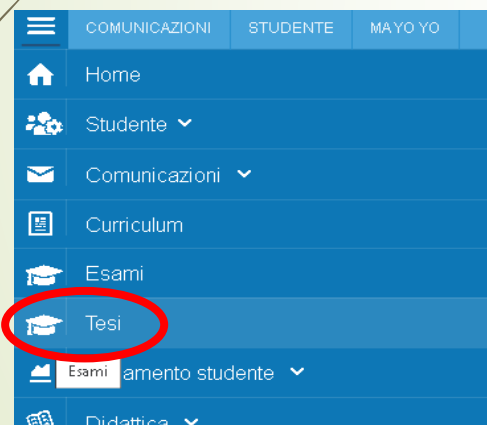 COMUNICAZIONI STUDENTE MAYO YO
Home
Studente
Comunicazioni
Curriculum
Esami
Tesi
Esami amento studente
Didattica